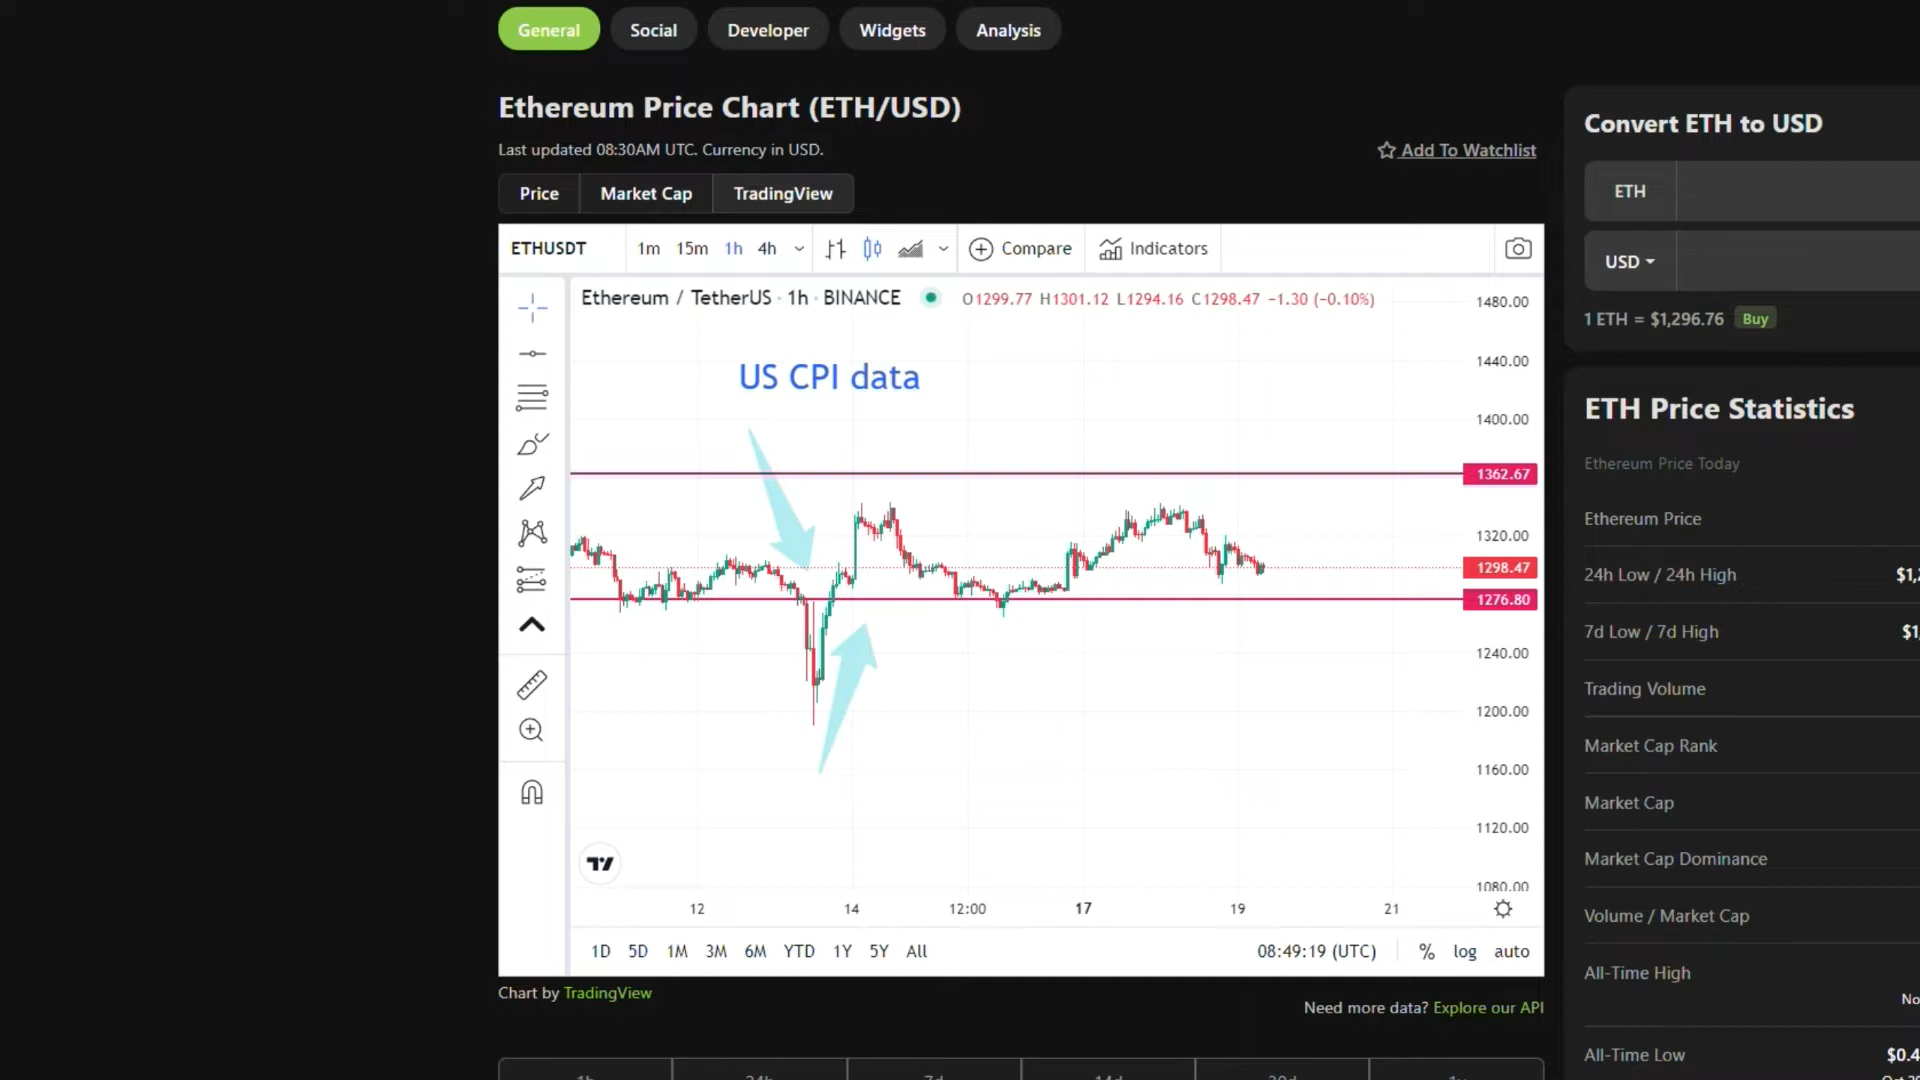 General Social Developer Widgets Analysis
Ethereum Price Chart (ETH/USD)
Last updated 08:30AM UTC. Currency in USD.
Add To Watchlist
Price Market Cap TradingView
ETHUSDT 1m 15m 1h 4h Compare Indicators
Ethereum / TetherUS · 1h · BINANCE O1299.77 H1301.12 L1294.16 C1298.47 −1.30 (−0.10%)
US CPI data
1480.00
1440.00
1400.00
1362.67
1320.00
1298.47
1276.80
1240.00
1200.00
1160.00
1120.00
1080.00
12 14 12:00 17 19 21
1D 5D 1M 3M 6M YTD 1Y 5Y All 08:49:19 (UTC) % log auto
Chart by TradingView
Need more data? Explore our API
Convert ETH to USD
ETH
USD
1 ETH = $1,296.76 Buy
ETH Price Statistics
Ethereum Price Today
Ethereum Price
24h Low / 24h High
7d Low / 7d High
Trading Volume
Market Cap Rank
Market Cap
Market Cap Dominance
Volume / Market Cap
All-Time High
All-Time Low